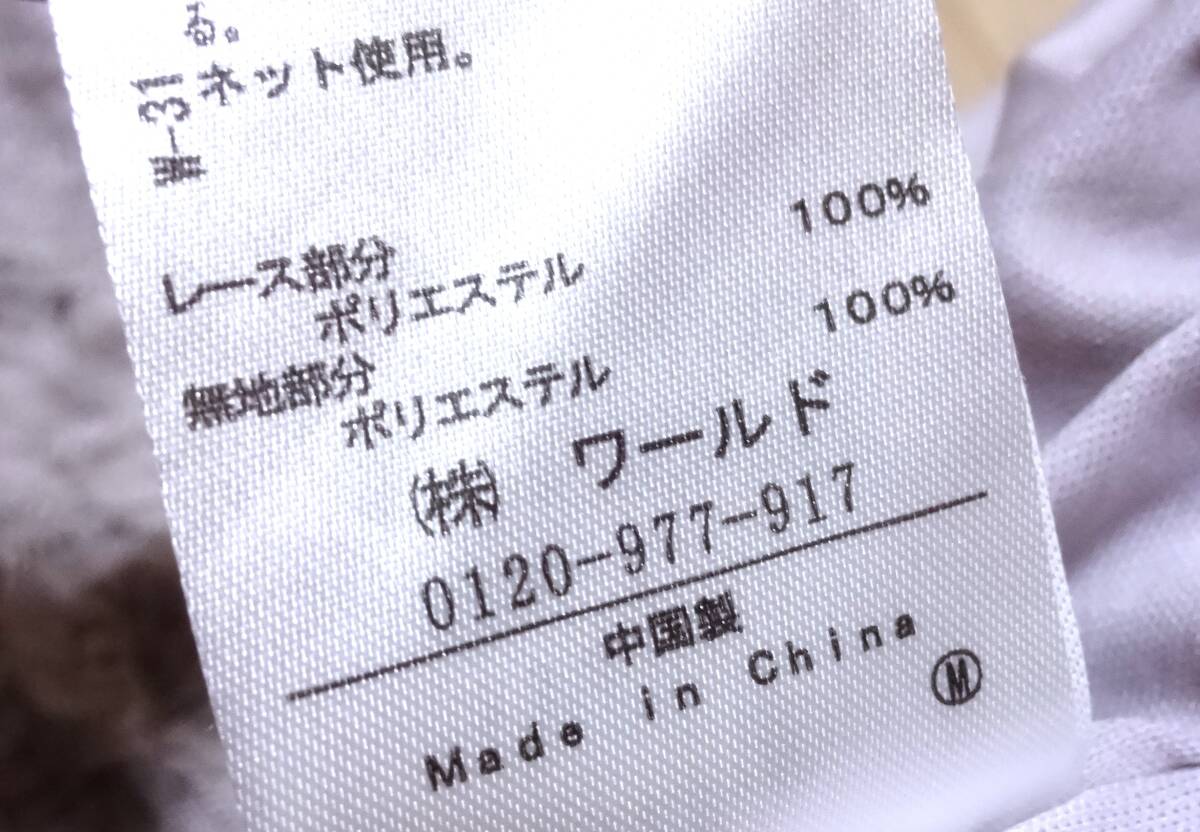 る。
ネット使用。
W-31
レース部分
ポリエステル 100%
無地部分
ポリエステル 100%
(株) ワールド
0120-977-917
中国製
Made in China
Ⓜ